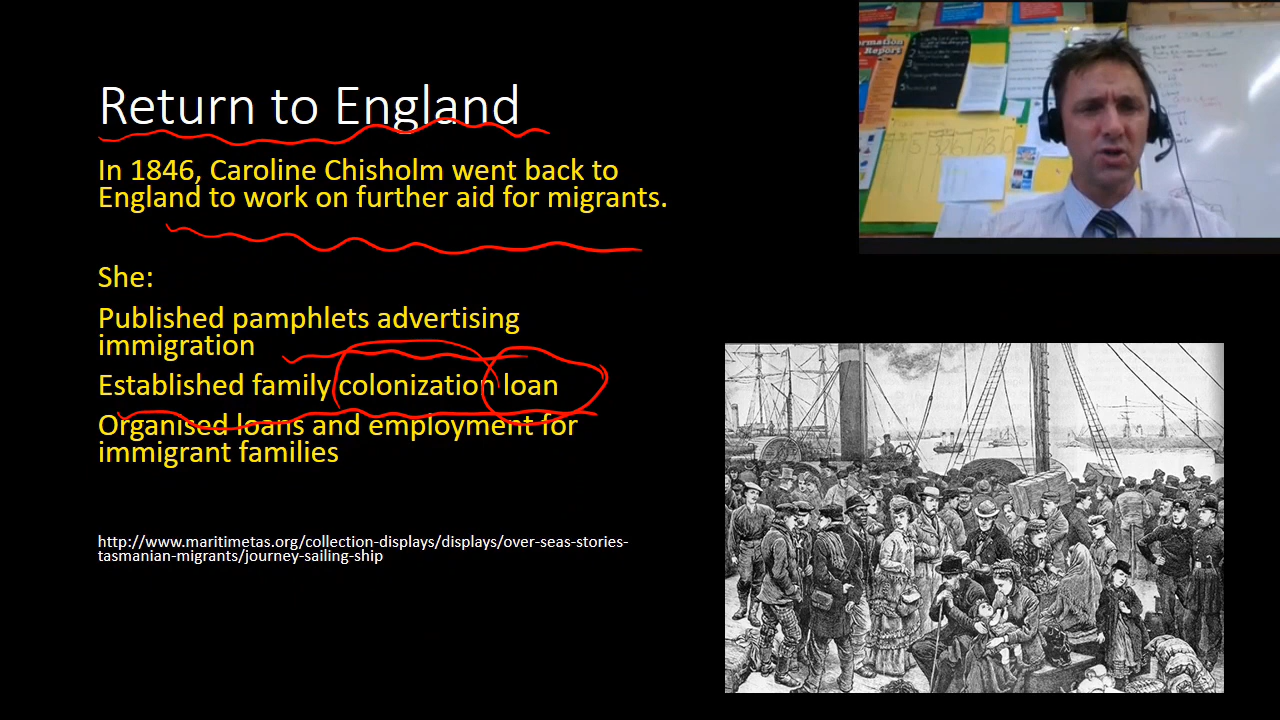 Return to England
In 1846, Caroline Chisholm went back to
England to work on further aid for migrants.
She:
Published pamphlets advertising
immigration
Established family colonization loan
Organised loans and employment for
immigrant families
http://www.maritimetas.org/collection-displays/displays/over-seas-stories-
tasmanian-migrants/journey-sailing-ship
Report